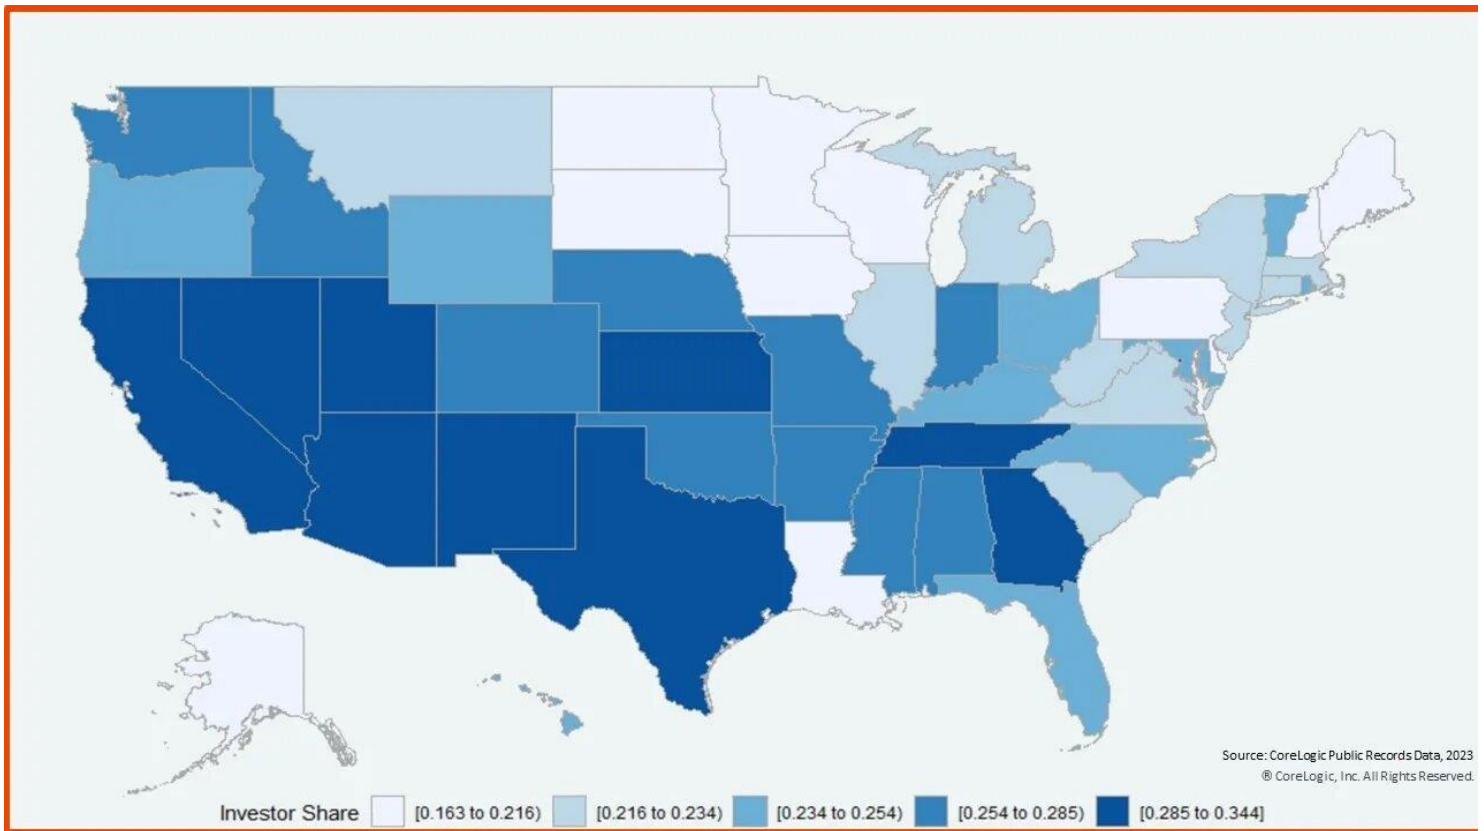 Source: CoreLogic Public Records Data, 2023
® CoreLogic, Inc. All Rights Reserved.
Investor Share [0.163 to 0.216) [0.216 to 0.234) [0.234 to 0.254) [0.254 to 0.285) [0.285 to 0.344]